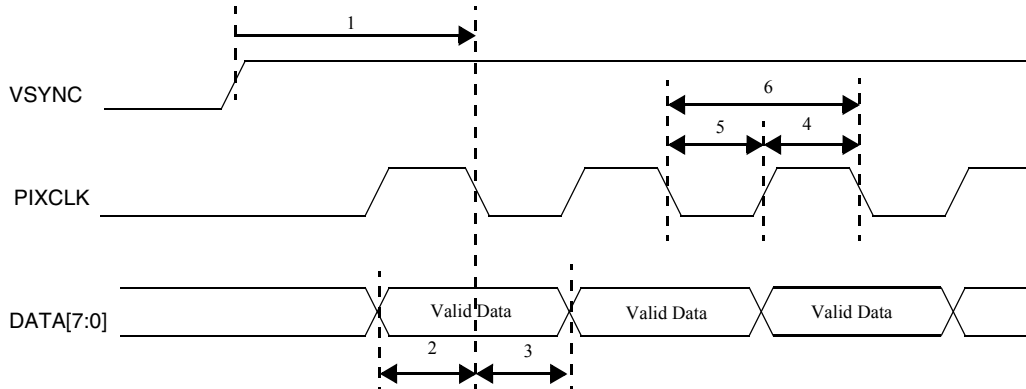 1
VSYNC
6
5 4
PIXCLK
DATA[7:0]
Valid Data Valid Data Valid Data
2 3